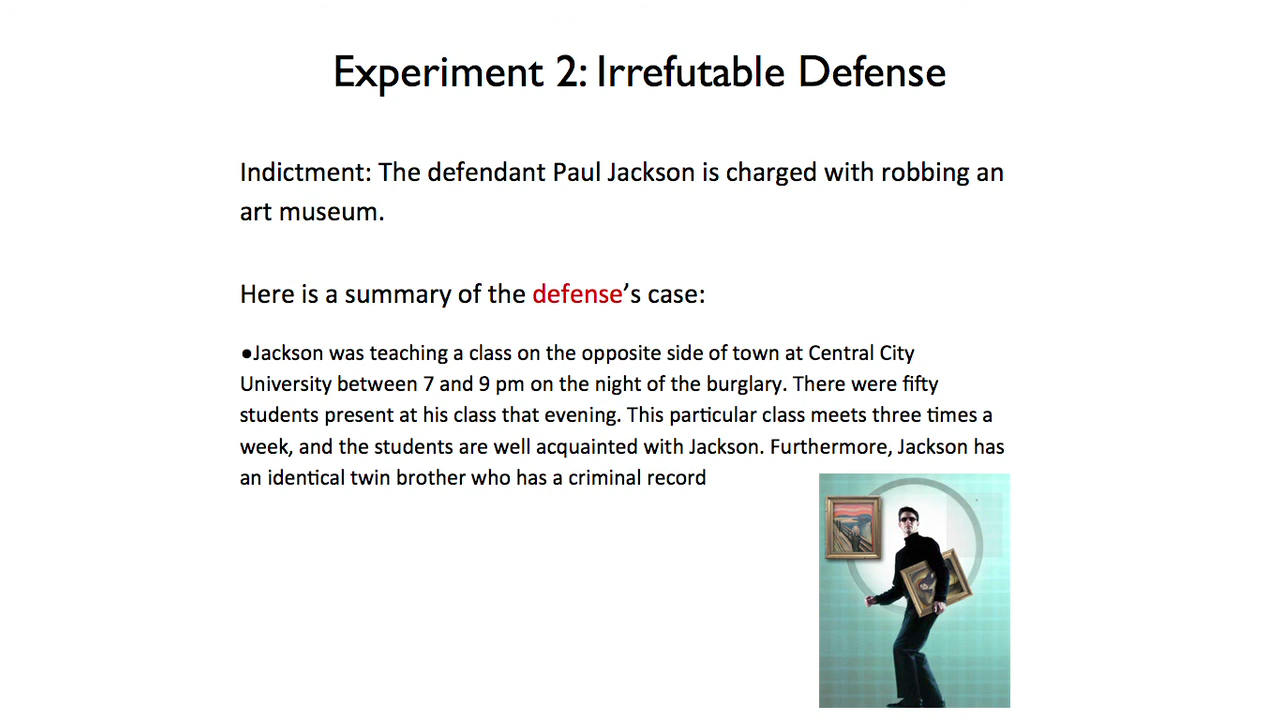 Experiment 2: Irrefutable Defense
Indictment: The defendant Paul Jackson is charged with robbing an
art museum.
Here is a summary of the defense’s case:
●Jackson was teaching a class on the opposite side of town at Central City
University between 7 and 9 pm on the night of the burglary. There were fifty
students present at his class that evening. This particular class meets three times a
week, and the students are well acquainted with Jackson. Furthermore, Jackson has
an identical twin brother who has a criminal record